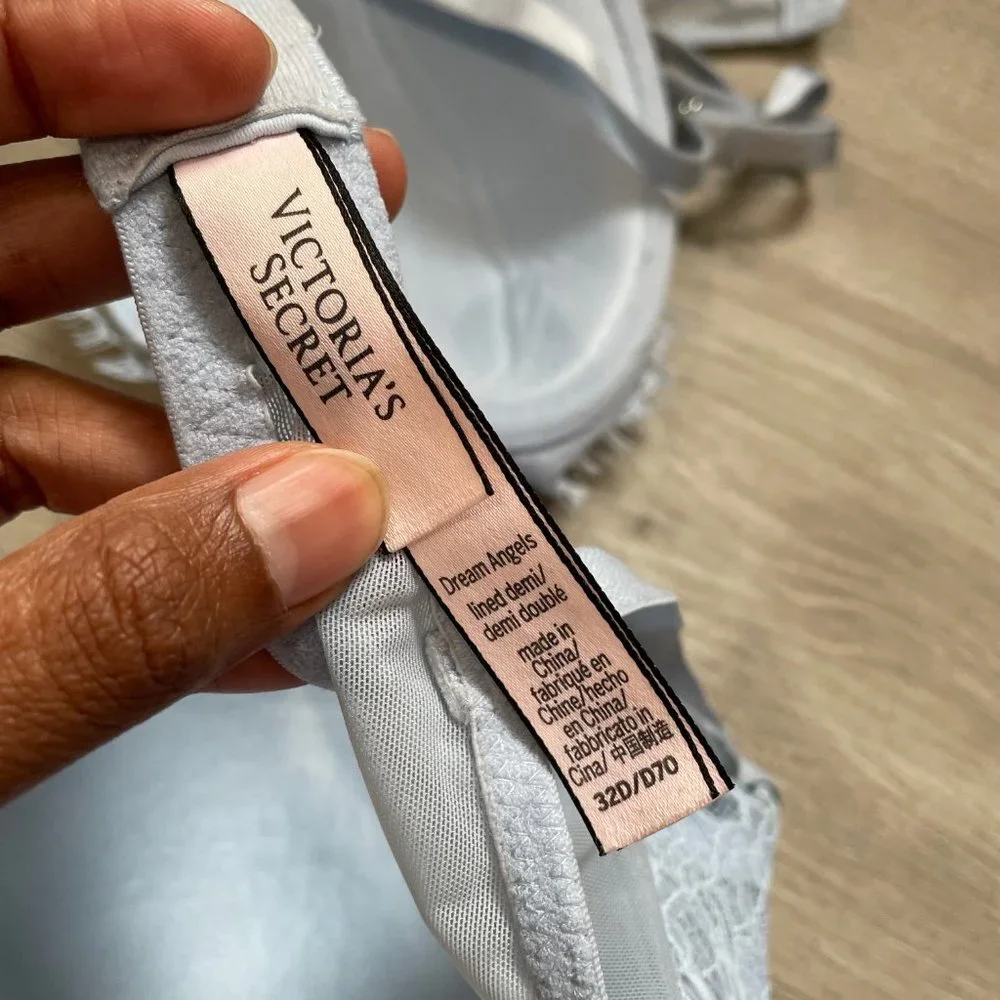 VICTORIA'S
SECRET
Dream Angels
lined demi/
demi doublé
made in
China/
fabriqué en
Chine/hecho
en China/
fabbricato in
Cina/ 中国制造
32D/D70